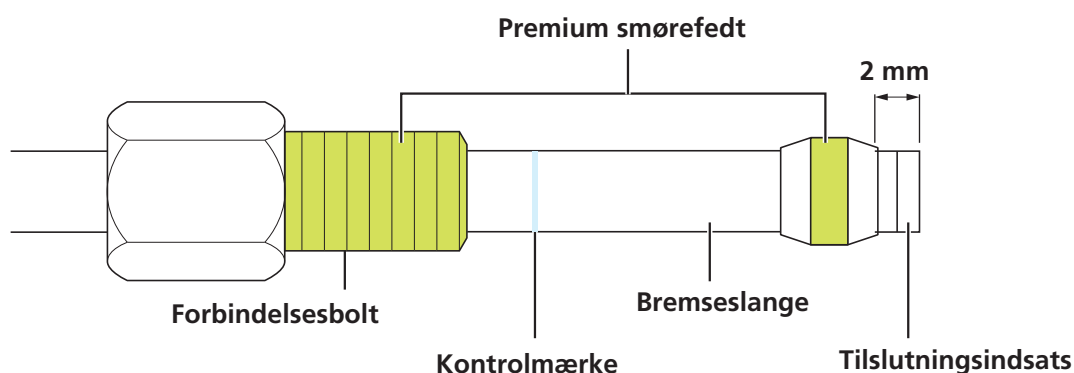 Premium smørefedt
2 mm
Forbindelsesbolt
Bremseslange
Kontrolmærke
Tilslutningsindsats